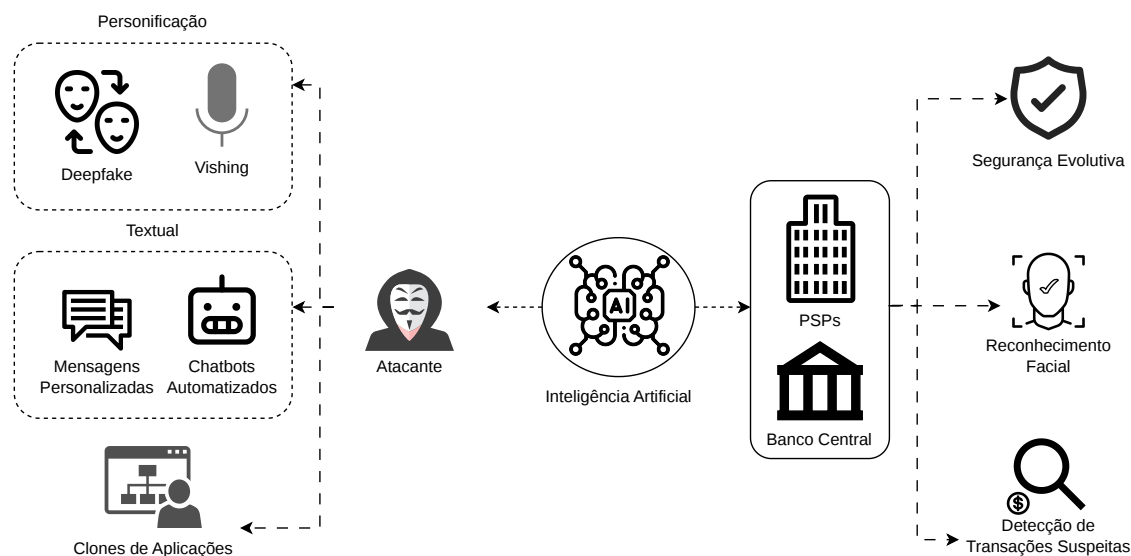 Personificação
Deepfake
Vishing
Textual
Mensagens
Personalizadas
Chatbots
Automatizados
Clones de Aplicações
Atacante
AI
Inteligência Artificial
PSPs
Banco Central
Segurança Evolutiva
Reconhecimento
Facial
$
Detecção de
Transações Suspeitas